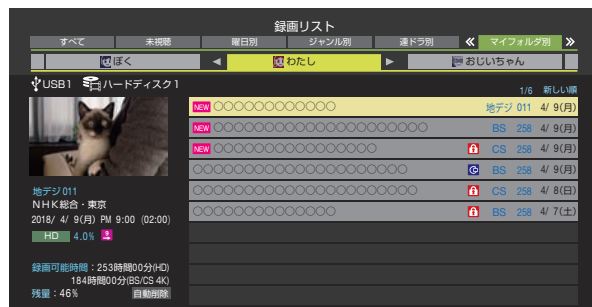 録画リスト
すべて 未視聴 曜日別 ジャンル別 連ドラ別 ≪ マイフォルダ別 ≫
ぼく ◀ わたし ▶ おじいちゃん
USB1 ハードディスク1
1/6 新しい順
NEW 〇〇〇〇〇〇〇〇〇〇〇〇 地デジ 011 4/ 9(月)
NEW 〇〇〇〇〇〇〇〇〇〇〇〇〇〇〇〇〇〇〇〇〇 BS 258 4/ 9(月)
NEW 〇〇〇〇〇〇〇〇〇〇〇〇〇〇〇〇 CS 258 4/ 9(月)
〇〇〇〇〇〇〇〇〇〇〇〇〇〇〇〇〇〇〇〇〇 BS 258 4/ 9(月)
〇〇〇〇〇〇〇〇〇〇〇〇〇〇〇〇〇〇〇〇〇〇 CS 258 4/ 8(日)
〇〇〇〇〇〇〇〇〇〇〇〇〇〇 BS 258 4/ 7(土)
地デジ 011
NHK総合・東京
2018/ 4/ 9(月) PM 9:00 (02:00)
HD 4.0% 9
録画可能時間：253時間00分(HD)
184時間00分(BS/CS 4K)
残量：46% 自動削除